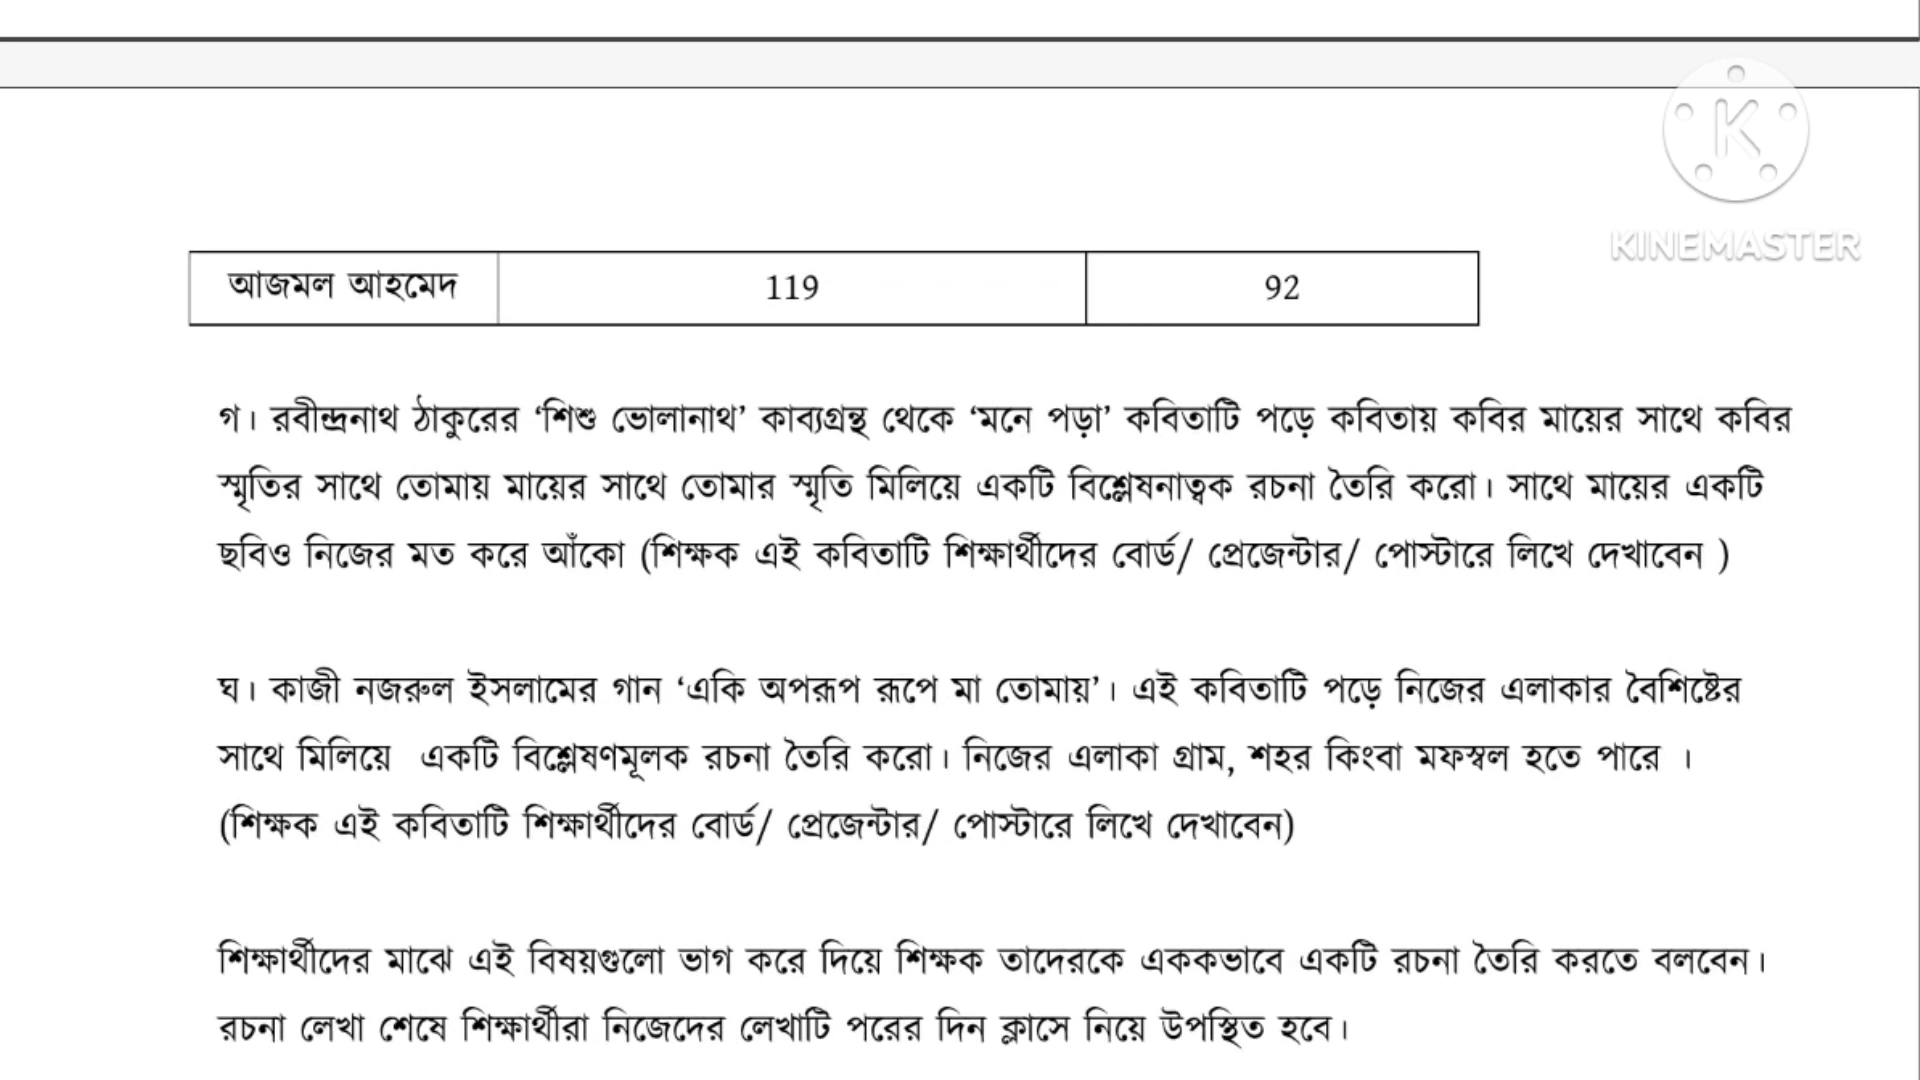 KINEMASTER
আজমল আহমেদ 119 92
গ। রবীন্দ্রনাথ ঠাকুরের ‘শিশু ভোলানাথ’ কাব্যগ্রন্থ থেকে ‘মনে পড়া’ কবিতাটি পড়ে কবিতায় কবির মায়ের সাথে কবির
স্মৃতির সাথে তোমায় মায়ের সাথে তোমার স্মৃতি মিলিয়ে একটি বিশ্লেষনাত্বক রচনা তৈরি করো। সাথে মায়ের একটি
ছবিও নিজের মত করে আঁকো (শিক্ষক এই কবিতাটি শিক্ষার্থীদের বোর্ড/ প্রেজেন্টার/ পোস্টারে লিখে দেখাবেন )
ঘ। কাজী নজরুল ইসলামের গান ‘একি অপরূপ রূপে মা তোমায়’। এই কবিতাটি পড়ে নিজের এলাকার বৈশিষ্টের
সাথে মিলিয়ে একটি বিশ্লেষণমূলক রচনা তৈরি করো। নিজের এলাকা গ্রাম, শহর কিংবা মফস্বল হতে পারে ।
(শিক্ষক এই কবিতাটি শিক্ষার্থীদের বোর্ড/ প্রেজেন্টার/ পোস্টারে লিখে দেখাবেন)
শিক্ষার্থীদের মাঝে এই বিষয়গুলো ভাগ করে দিয়ে শিক্ষক তাদেরকে এককভাবে একটি রচনা তৈরি করতে বলবেন।
রচনা লেখা শেষে শিক্ষার্থীরা নিজেদের লেখাটি পরের দিন ক্লাসে নিয়ে উপস্থিত হবে।